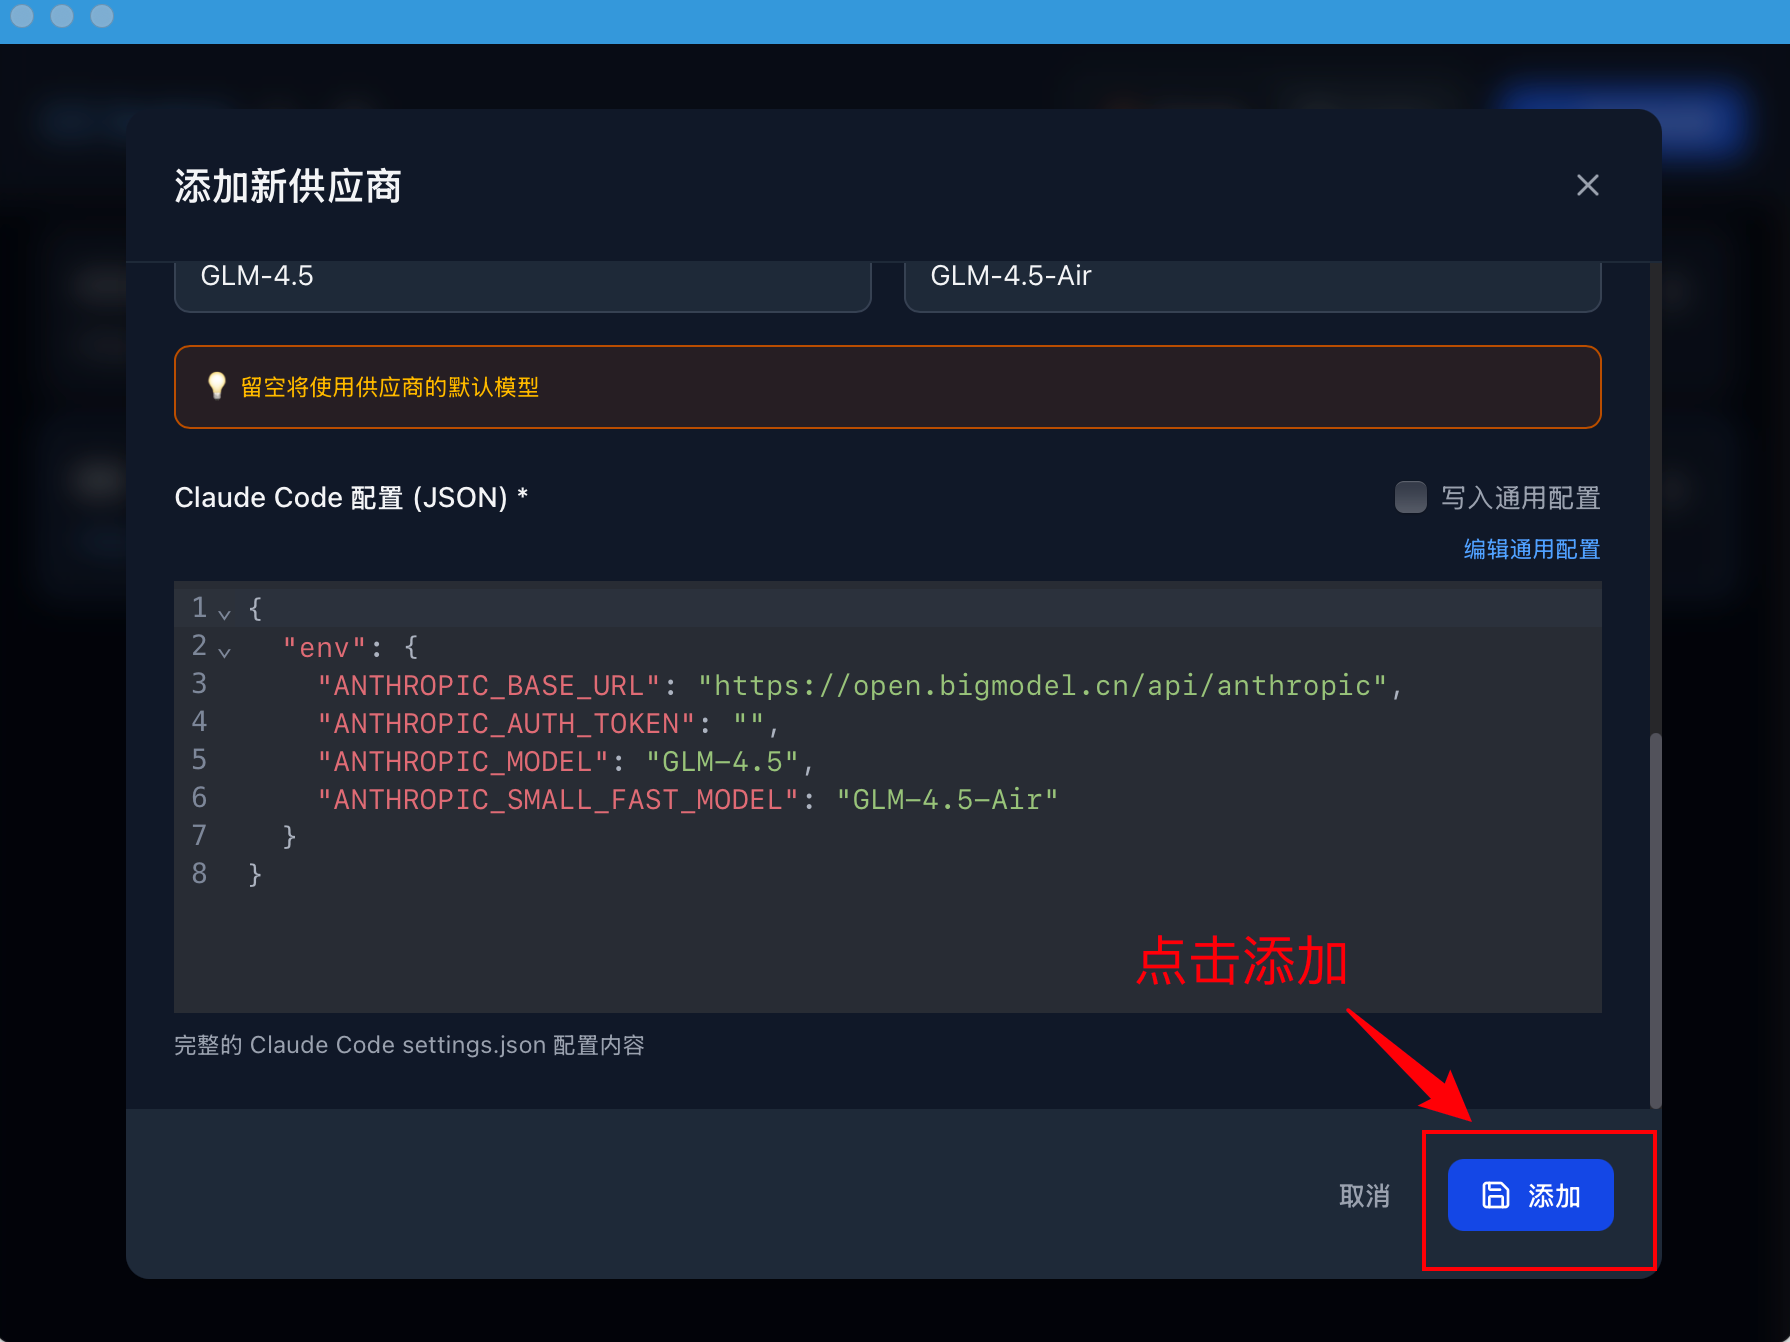 添加新供应商
GLM-4.5
GLM-4.5-Air
💡 留空将使用供应商的默认模型
Claude Code 配置 (JSON) *
写入通用配置
编辑通用配置
1 {
2 "env": {
3 "ANTHROPIC_BASE_URL": "https://open.bigmodel.cn/api/anthropic",
4 "ANTHROPIC_AUTH_TOKEN": "",
5 "ANTHROPIC_MODEL": "GLM-4.5",
6 "ANTHROPIC_SMALL_FAST_MODEL": "GLM-4.5-Air"
7 }
8 }
点击添加
完整的 Claude Code settings.json 配置内容
取消
添加